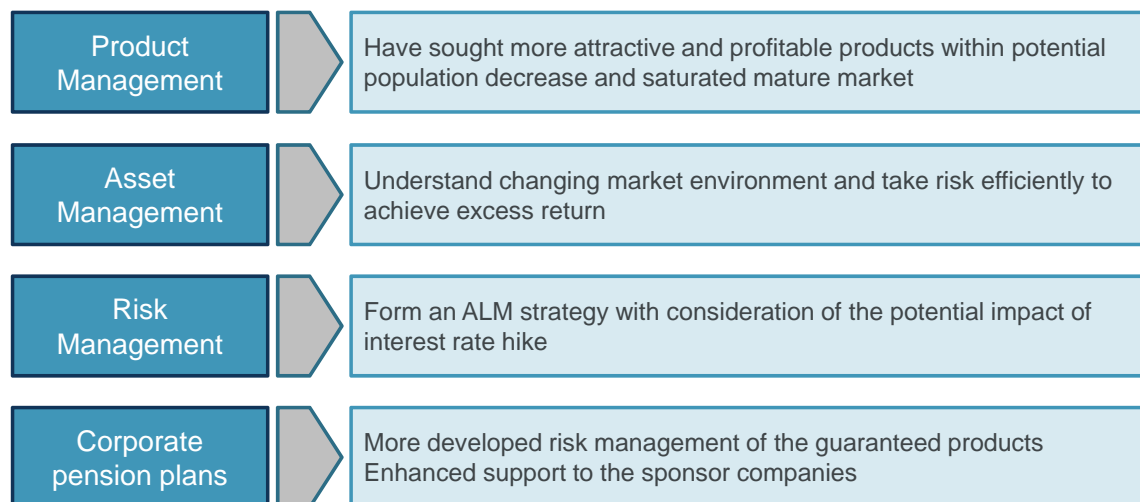 Product
Management
Have sought more attractive and profitable products within potential
population decrease and saturated mature market
Asset
Management
Understand changing market environment and take risk efficiently to
achieve excess return
Risk
Management
Form an ALM strategy with consideration of the potential impact of
interest rate hike
Corporate
pension plans
More developed risk management of the guaranteed products
Enhanced support to the sponsor companies